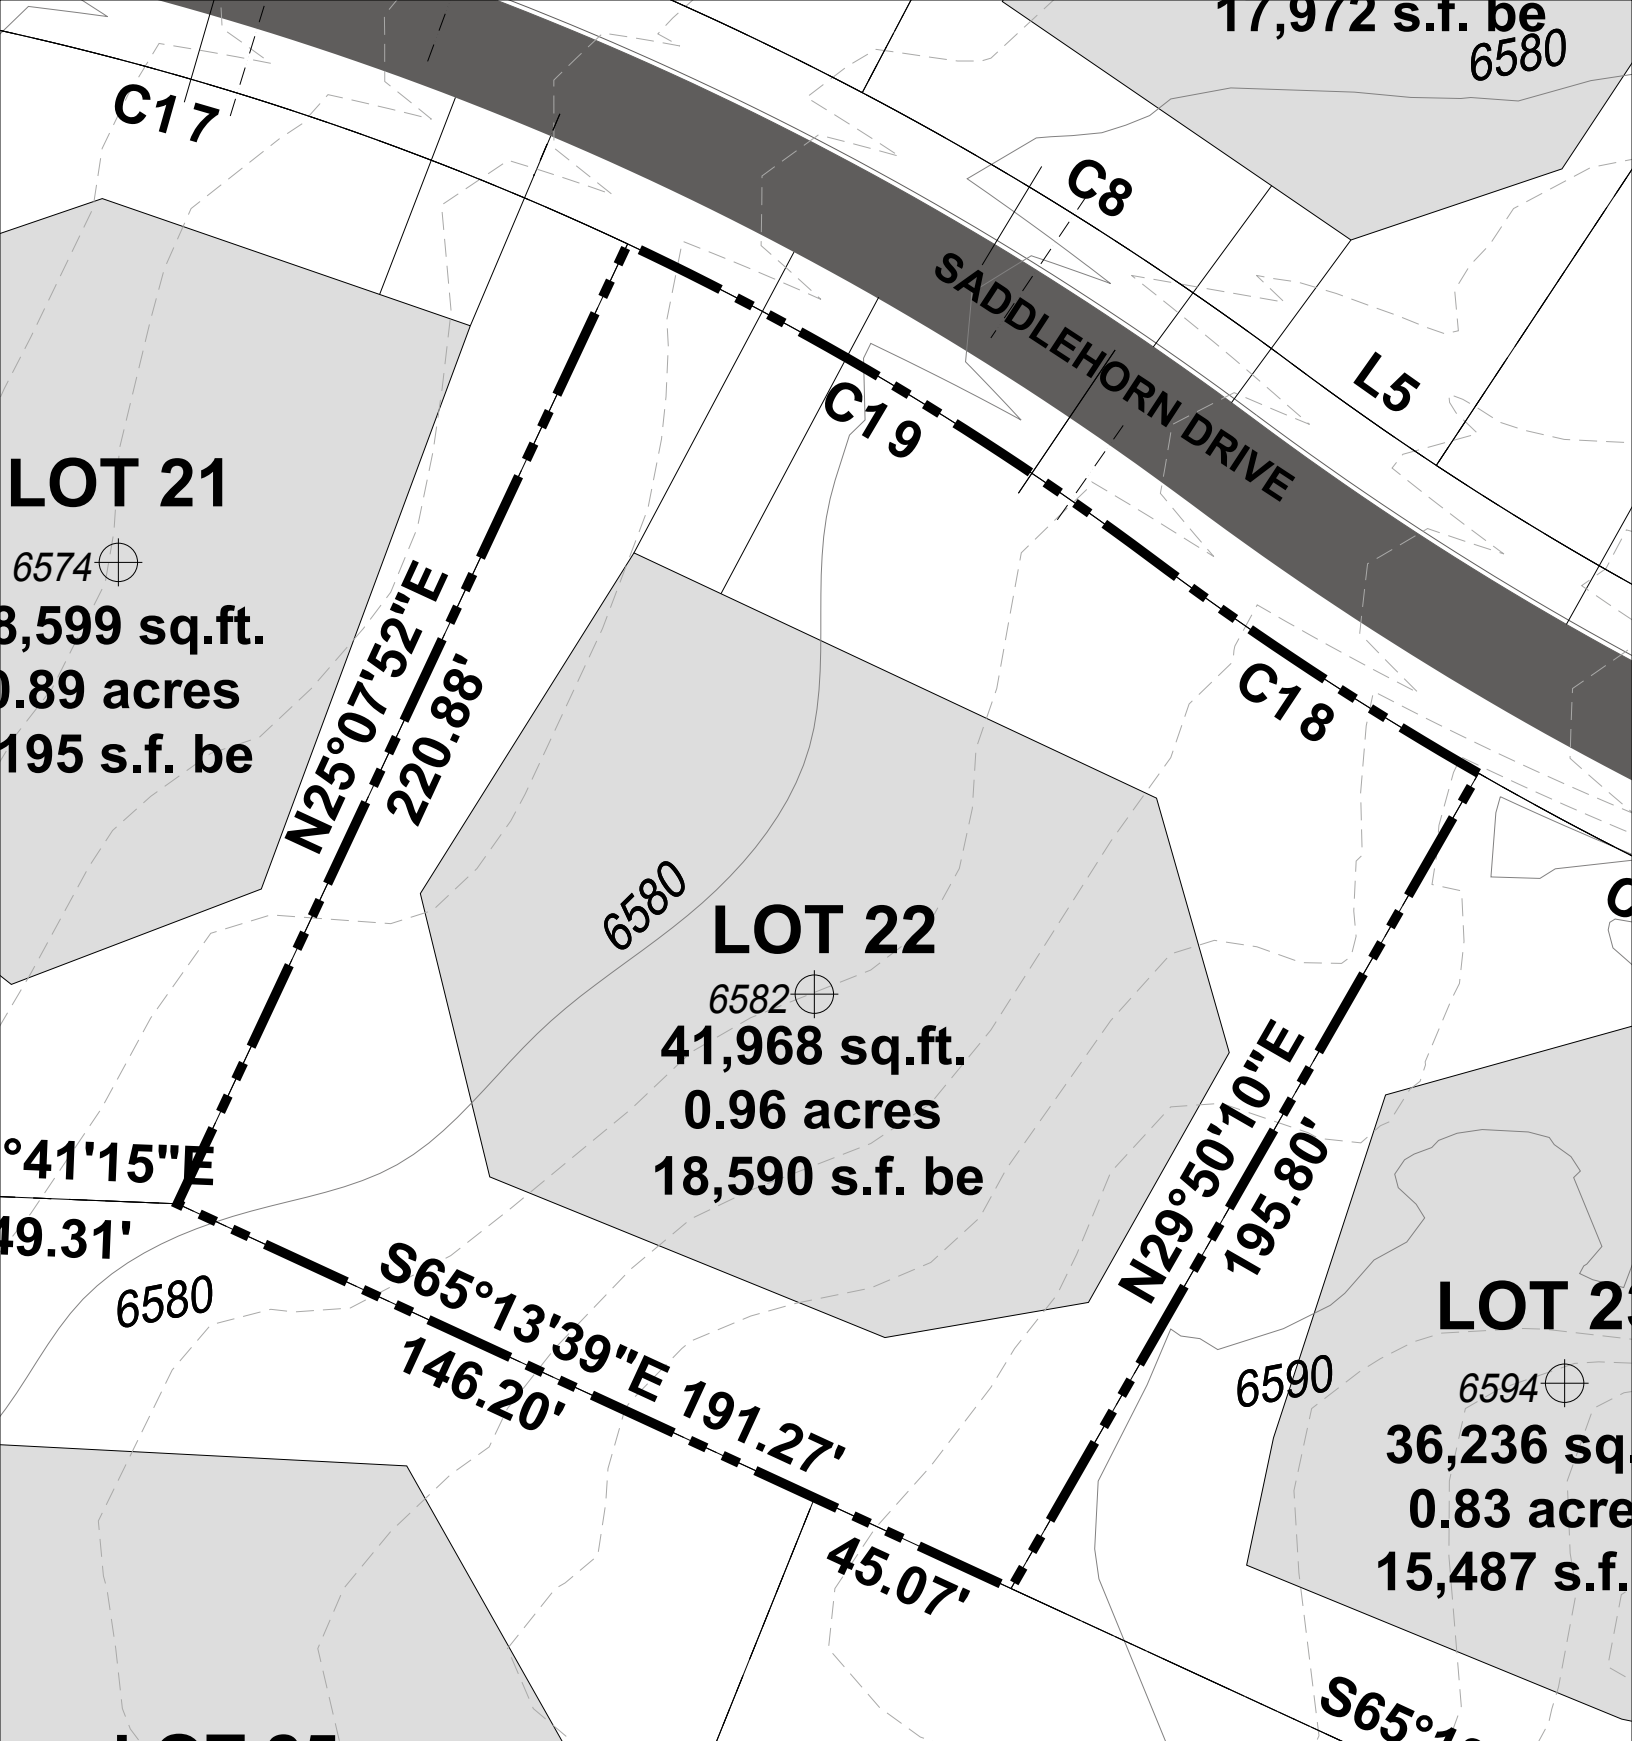 17,972 s.f. be
6580
C17
C8
SADDLEHORN DRIVE
L5
C19
C18
LOT 21
6574
8,599 sq.ft.
0.89 acres
195 s.f. be
N25°07'52"E
220.88'
6580
LOT 22
6582
41,968 sq.ft.
0.96 acres
18,590 s.f. be
N29°50'10"E
195.80'
°41'15"E
49.31'
6580
S65°13'39"E 191.27'
146.20'
45.07'
LOT 23
6590
6594
36,236 sq.
0.83 acre
15,487 s.f.
S65°1